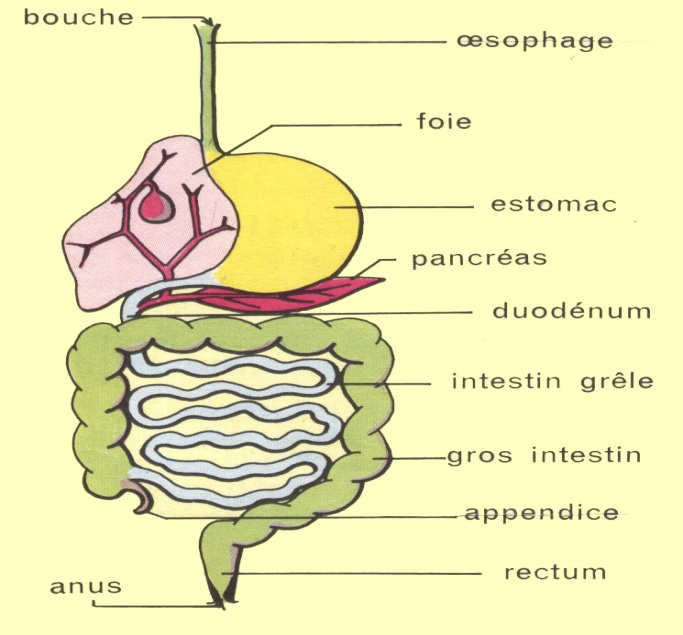 bouche
œsophage
foie
estomac
pancréas
duodénum
intestin grêle
gros intestin
appendice
rectum
anus